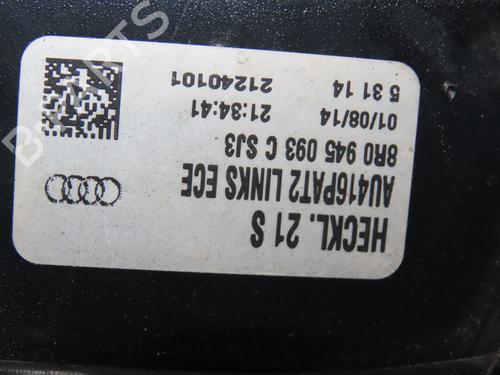 HECKL. 21 S
AU416PAT2 LINKS ECE
8R0 945 093 C SJ3
01/08/14 21:34:41
5 31 14 21240101